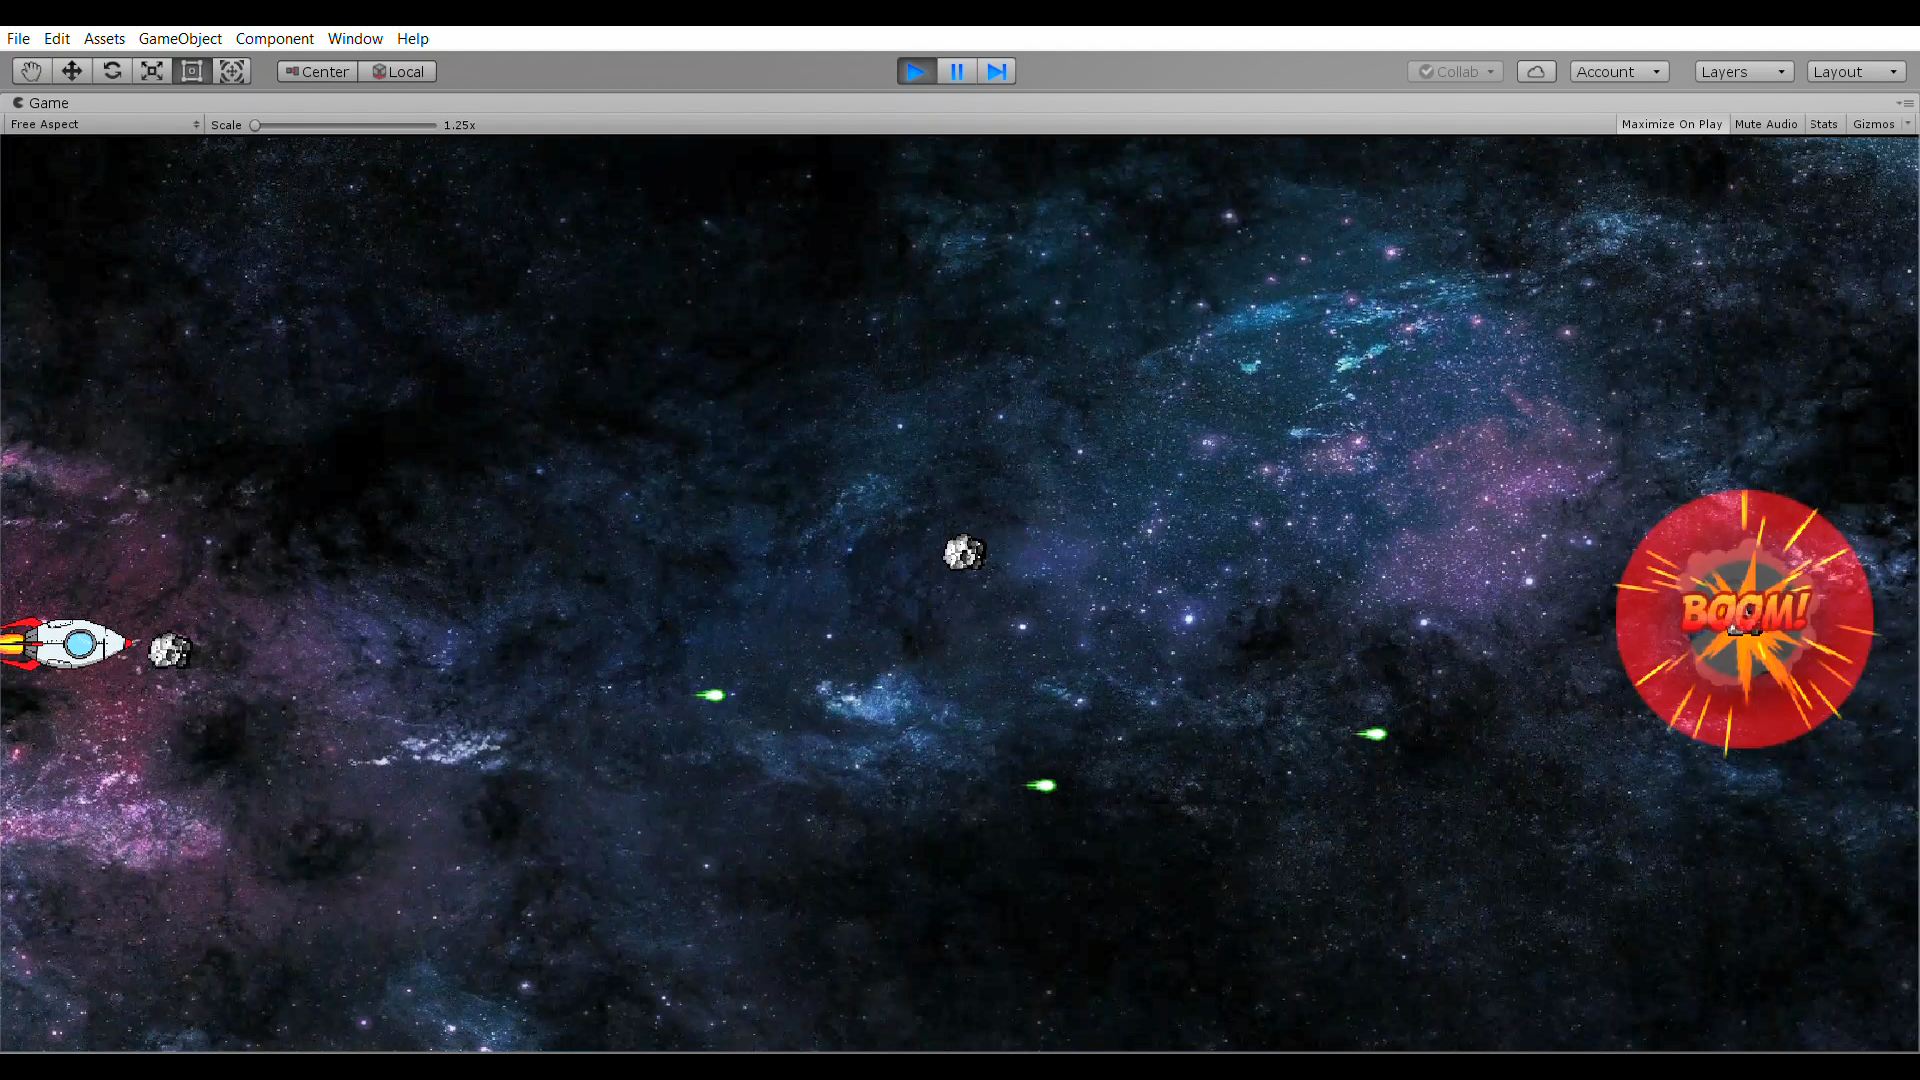 File Edit Assets GameObject Component Window Help
Center Local Collab Account Layers Layout
Game
Free Aspect Scale 1.25x Maximize On Play Mute Audio Stats Gizmos
BOOM!